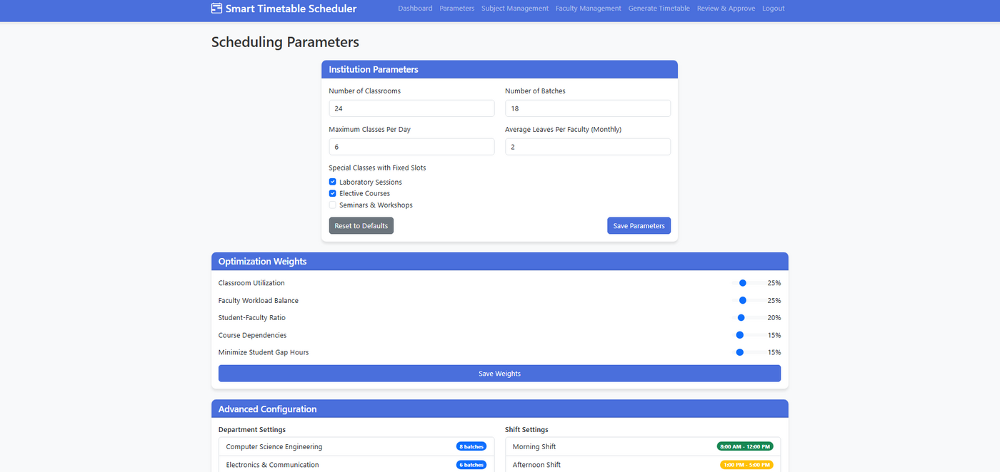 Smart Timetable Scheduler
Dashboard Parameters Subject Management Faculty Management Generate Timetable Review & Approve Logout
Scheduling Parameters
Institution Parameters
Number of Classrooms
Number of Batches
24
18
Maximum Classes Per Day
Average Leaves Per Faculty (Monthly)
6
2
Special Classes with Fixed Slots
Laboratory Sessions
Elective Courses
Seminars & Workshops
Reset to Defaults
Save Parameters
Optimization Weights
Classroom Utilization 25%
Faculty Workload Balance 25%
Student-Faculty Ratio 20%
Course Dependencies 15%
Minimize Student Gap Hours 15%
Save Weights
Advanced Configuration
Department Settings
Computer Science Engineering 8 batches
Electronics & Communication 6 batches
Shift Settings
Morning Shift 8:00 AM - 12:00 PM
Afternoon Shift 1:00 PM - 5:00 PM